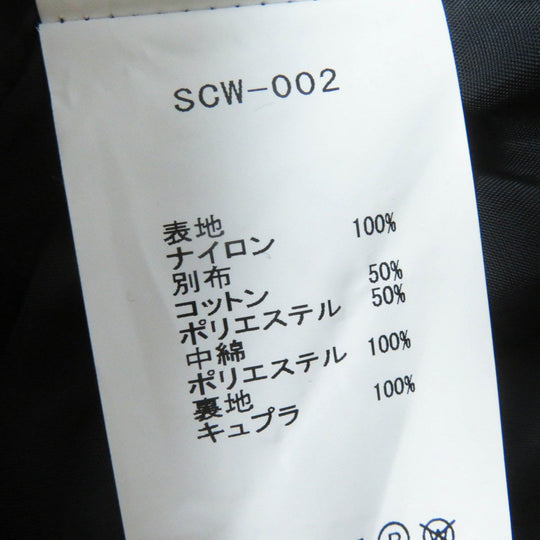 SCW-002
表地
ナイロン 100%
別布
コットン 50%
ポリエステル 50%
中綿
ポリエステル 100%
裏地
キュプラ 100%
P
W